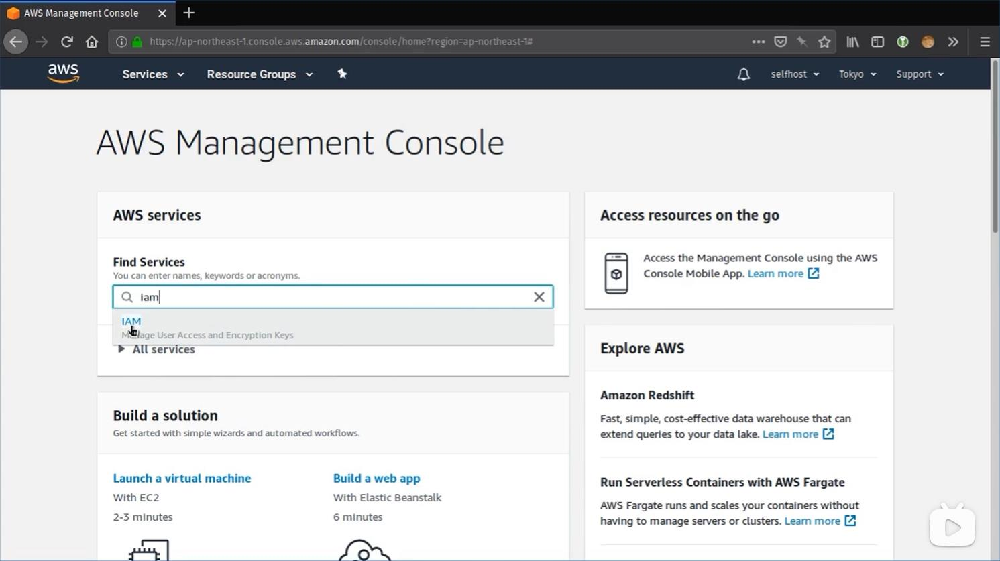 AWS Management Console
https://ap-northeast-1.console.aws.amazon.com/console/home?region=ap-northeast-1#
aws
Services
Resource Groups
selfhost
Tokyo
Support
AWS Management Console
AWS services
Find Services
You can enter names, keywords or acronyms.
iam
IAM
Manage User Access and Encryption Keys
All services
Build a solution
Get started with simple wizards and automated workflows.
Launch a virtual machine
With EC2
2-3 minutes
Build a web app
With Elastic Beanstalk
6 minutes
Access resources on the go
Access the Management Console using the AWS
Console Mobile App. Learn more
Explore AWS
Amazon Redshift
Fast, simple, cost-effective data warehouse that can
extend queries to your data lake. Learn more
Run Serverless Containers with AWS Fargate
AWS Fargate runs and scales your containers without
having to manage servers or clusters. Learn more